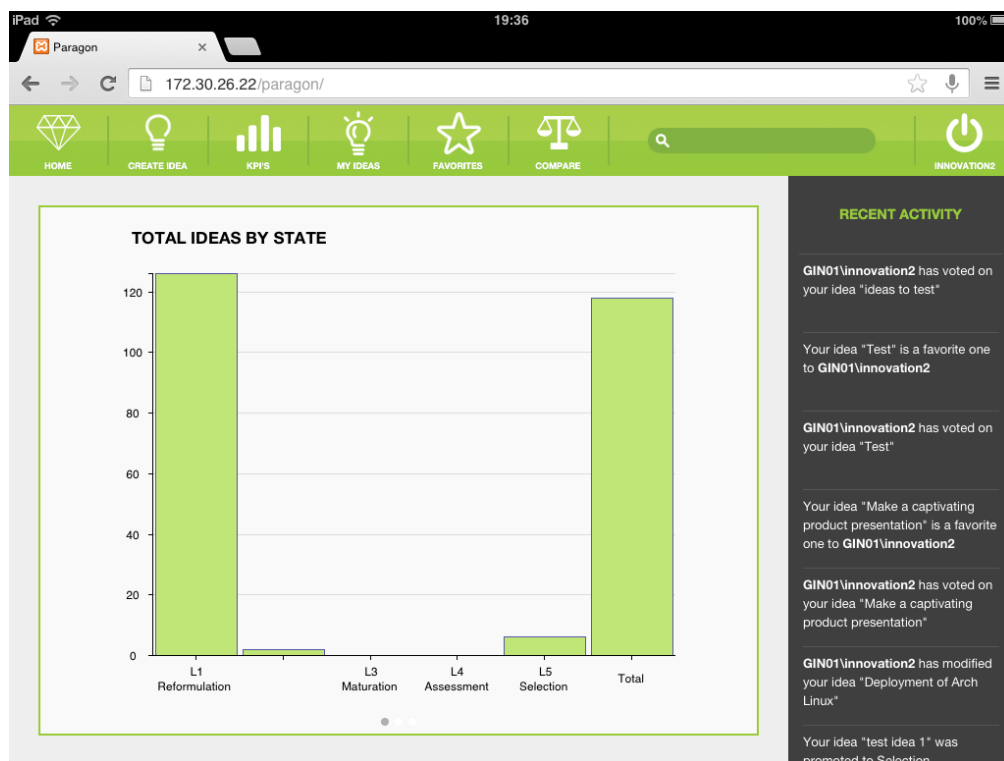 iPad 19:36 100%
Paragon ×
172.30.26.22/paragon/
HOME CREATE IDEA KPI'S MY IDEAS FAVORITES COMPARE INNOVATION2
TOTAL IDEAS BY STATE
120
100
80
60
40
20
0
L1 Reformulation
L3 Maturation
L4 Assessment
L5 Selection
Total
RECENT ACTIVITY
GIN01\innovation2 has voted on
your idea "ideas to test"
Your idea "Test" is a favorite one
to GIN01\innovation2
GIN01\innovation2 has voted on
your idea "Test"
Your idea "Make a captivating
product presentation" is a favorite
one to GIN01\innovation2
GIN01\innovation2 has voted on
your idea "Make a captivating
product presentation"
GIN01\innovation2 has modified
your idea "Deployment of Arch
Linux"
Your idea "test idea 1" was
promoted to Selection